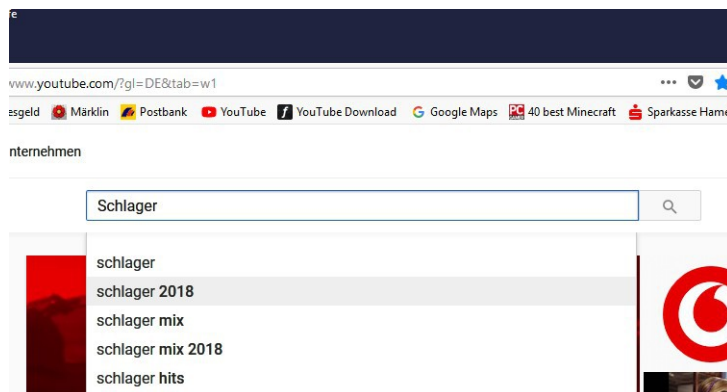 re
www.youtube.com/?gl=DE&tab=w1
esgeld Märklin Postbank YouTube YouTube Download Google Maps 40 best Minecraft Sparkasse Hame
nternehmen
Schlager
schlager
schlager 2018
schlager mix
schlager mix 2018
schlager hits